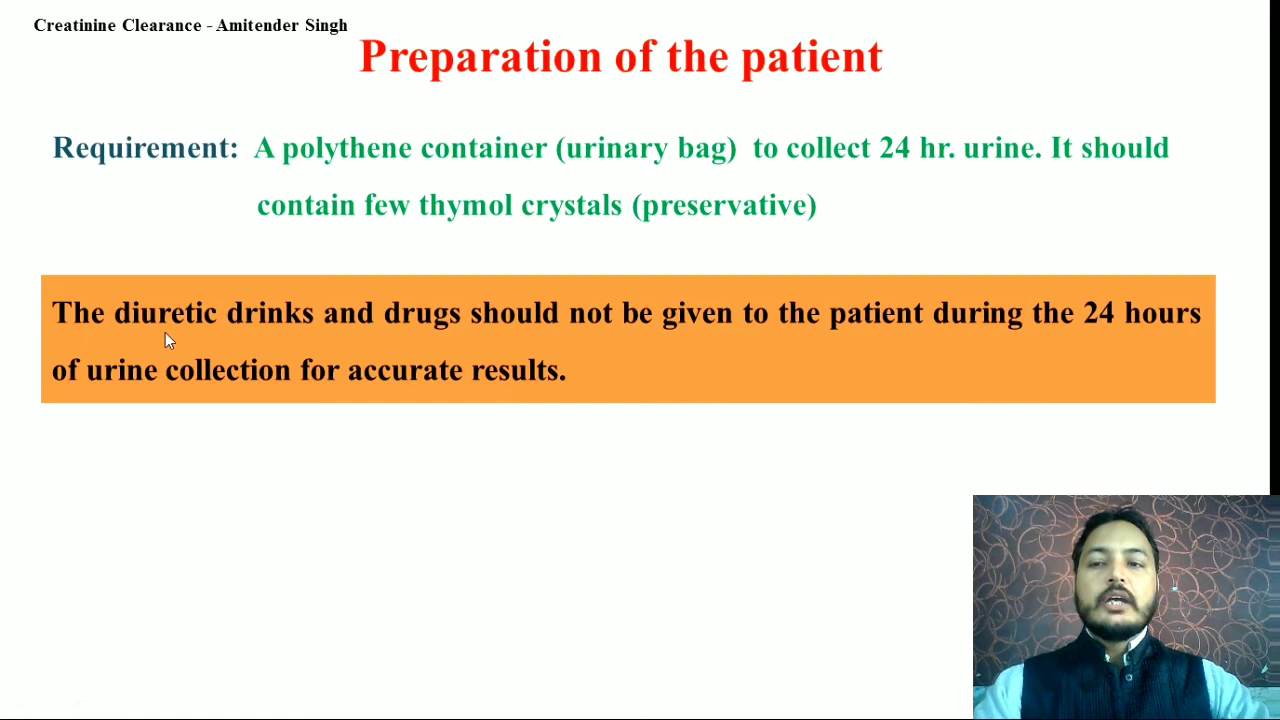 Creatinine Clearance - Amitender Singh
Preparation of the patient
Requirement: A polythene container (urinary bag) to collect 24 hr. urine. It should
contain few thymol crystals (preservative)
The diuretic drinks and drugs should not be given to the patient during the 24 hours
of urine collection for accurate results.